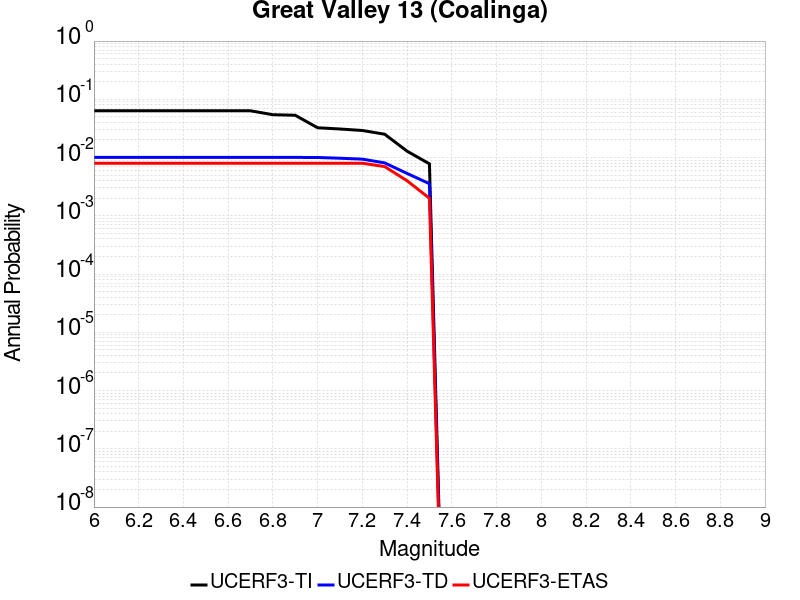 Great Valley 13 (Coalinga)
10^0
10^-1
10^-2
10^-3
10^-4
10^-5
10^-6
10^-7
10^-8
Annual Probability
6 6.2 6.4 6.6 6.8 7 7.2 7.4 7.6 7.8 8 8.2 8.4 8.6 8.8 9
Magnitude
UCERF3-TI UCERF3-TD UCERF3-ETAS